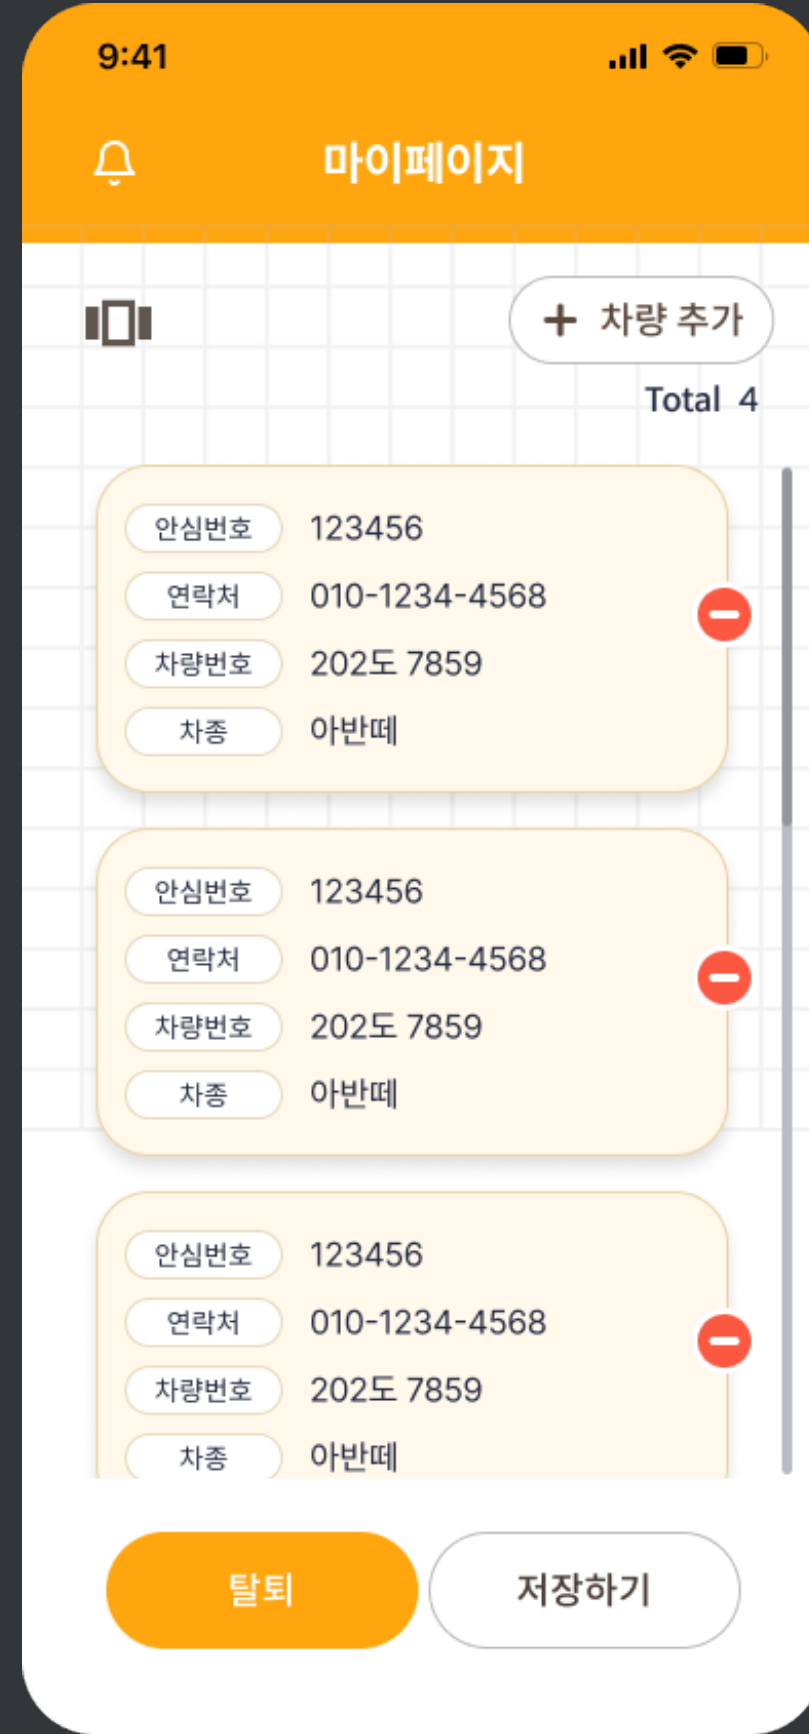 9:41
마이페이지
+ 차량 추가
Total 4
안심번호 123456
연락처 010-1234-4568
차량번호 202도 7859
차종 아반떼
안심번호 123456
연락처 010-1234-4568
차량번호 202도 7859
차종 아반떼
안심번호 123456
연락처 010-1234-4568
차량번호 202도 7859
차종 아반떼
탈퇴 저장하기